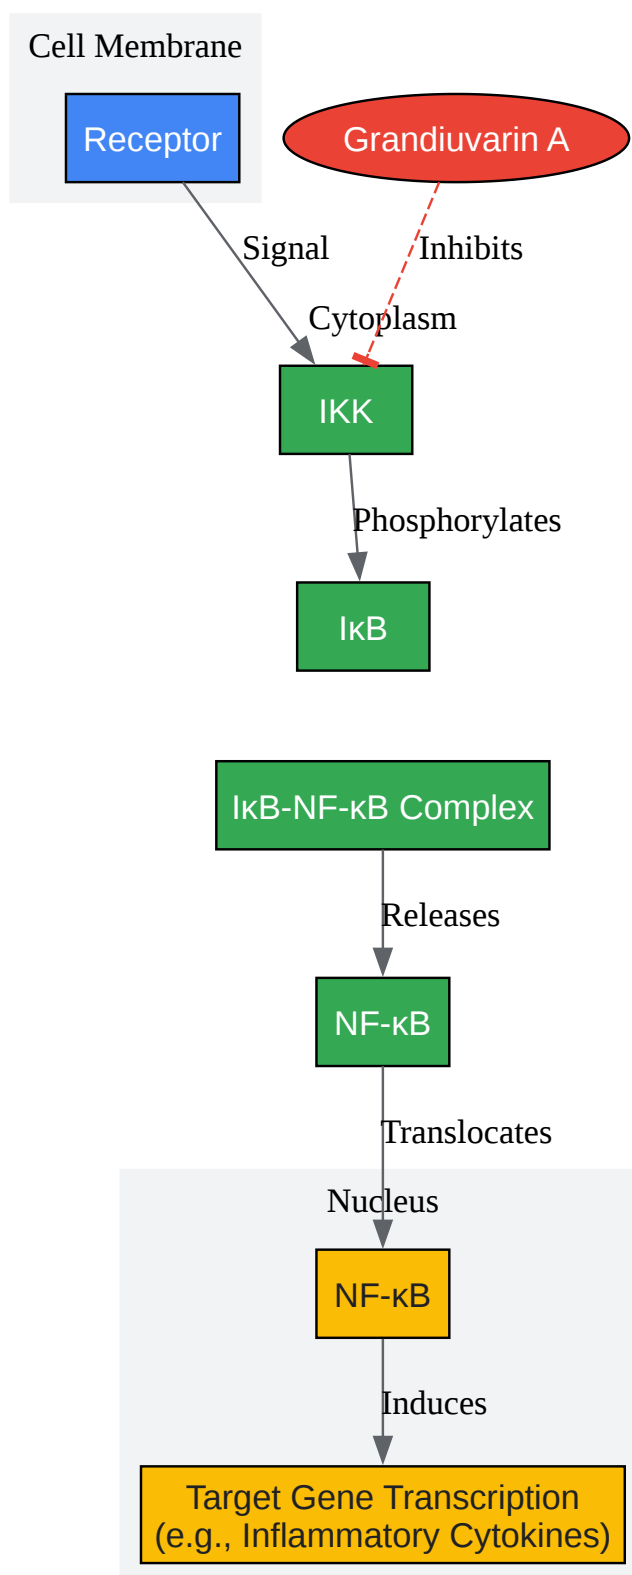 Cell Membrane
Receptor
Grandiuvarin A
Signal
Inhibits
Cytoplasm
IKK
Phosphorylates
IκB
IκB-NF-κB Complex
Releases
NF-κB
Translocates
Nucleus
NF-κB
Induces
Target Gene Transcription
(e.g., Inflammatory Cytokines)